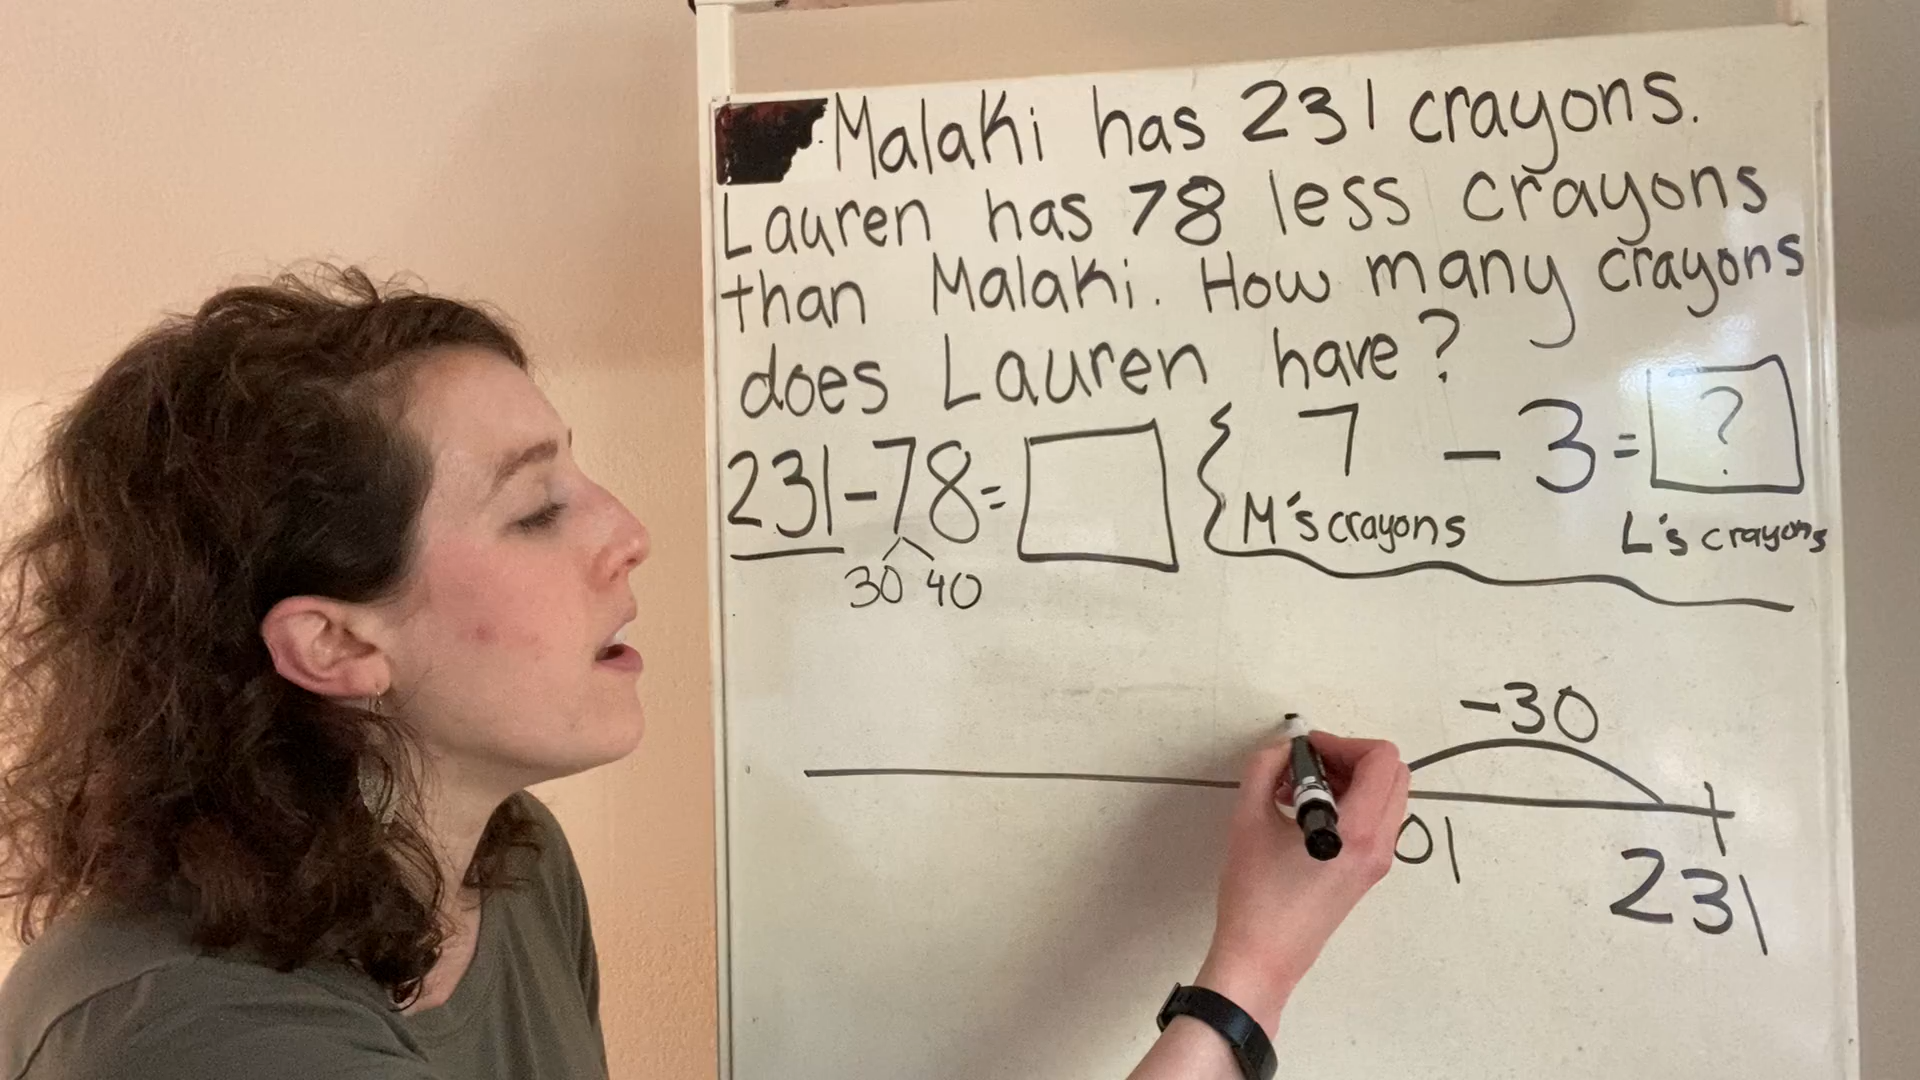 Malaki has 231 crayons.
Lauren has 78 less crayons
than Malaki. How many crayons
does Lauren have?
231-78=
7 - 3 = ?
M's crayons
L's crayons
30 40
-30
01
231